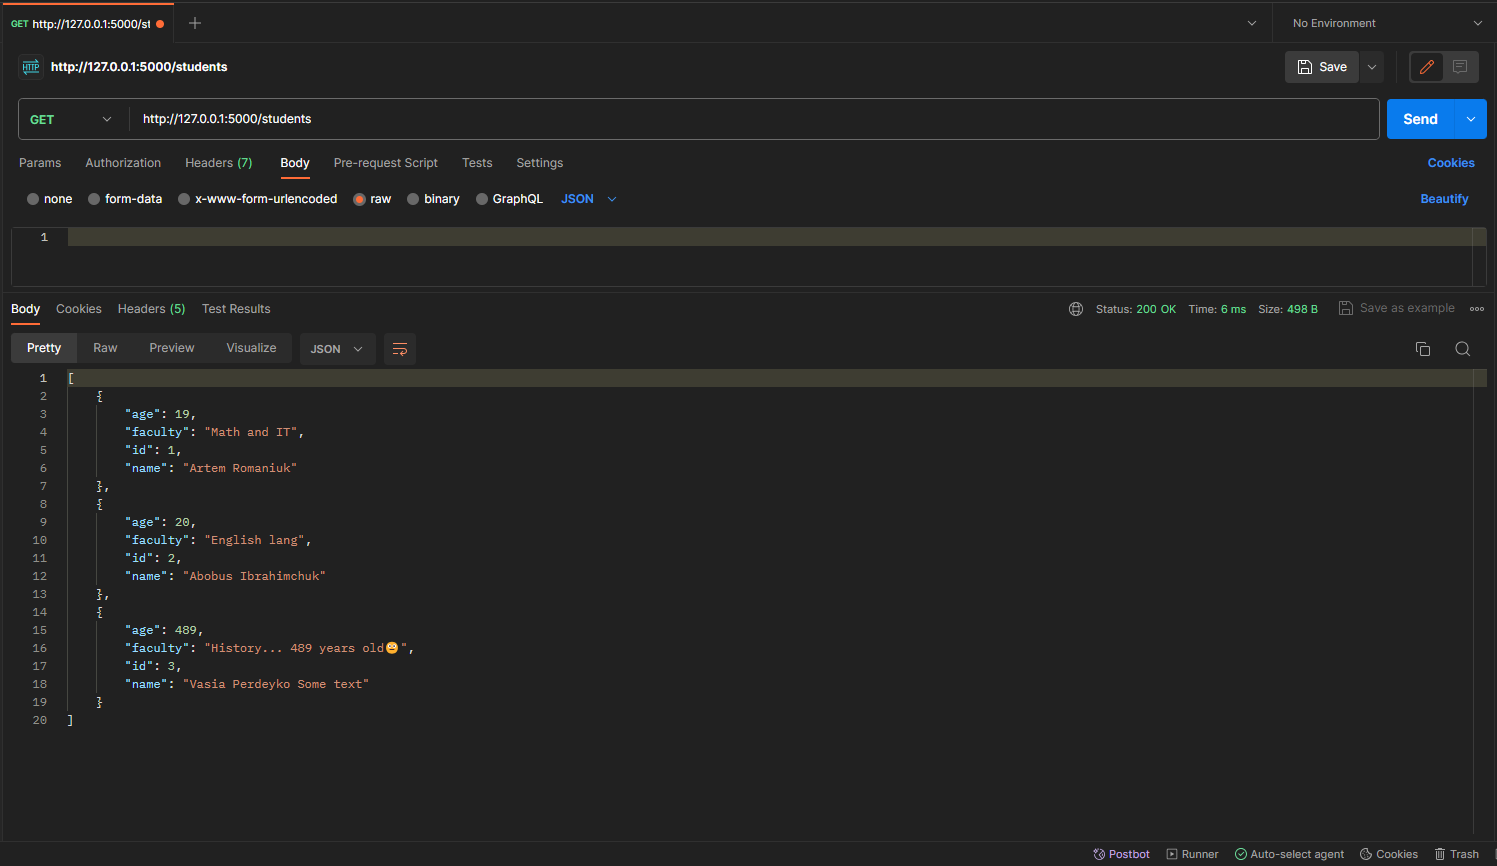 GET http://127.0.0.1:5000/st
No Environment
HTTP http://127.0.0.1:5000/students
Save
GET http://127.0.0.1:5000/students
Send
Params Authorization Headers (7) Body Pre-request Script Tests Settings Cookies
none form-data x-www-form-urlencoded raw binary GraphQL JSON Beautify
1
Body Cookies Headers (5) Test Results Status: 200 OK Time: 6 ms Size: 498 B Save as example
Pretty Raw Preview Visualize JSON
1 [
2 {
3 "age": 19,
4 "faculty": "Math and IT",
5 "id": 1,
6 "name": "Artem Romaniuk"
7 },
8 {
9 "age": 20,
10 "faculty": "English lang",
11 "id": 2,
12 "name": "Abobus Ibrahimchuk"
13 },
14 {
15 "age": 489,
16 "faculty": "History... 489 years old😀",
17 "id": 3,
18 "name": "Vasia Perdeyko Some text"
19 }
20 ]
Postbot Runner Auto-select agent Cookies Trash